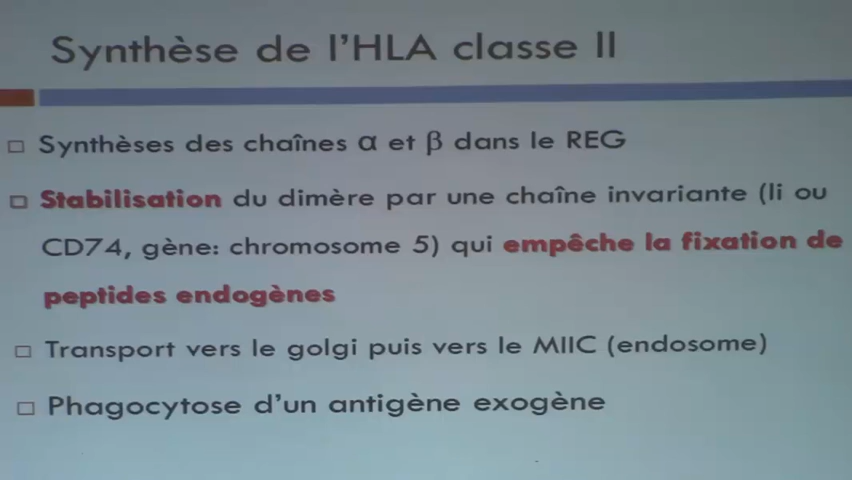 Synthèse de l'HLA classe II
Synthèses des chaînes α et β dans le REG
Stabilisation du dimère par une chaîne invariante (li ou
CD74, gène: chromosome 5) qui empêche la fixation de
peptides endogènes
Transport vers le golgi puis vers le MIIC (endosome)
Phagocytose d'un antigène exogène